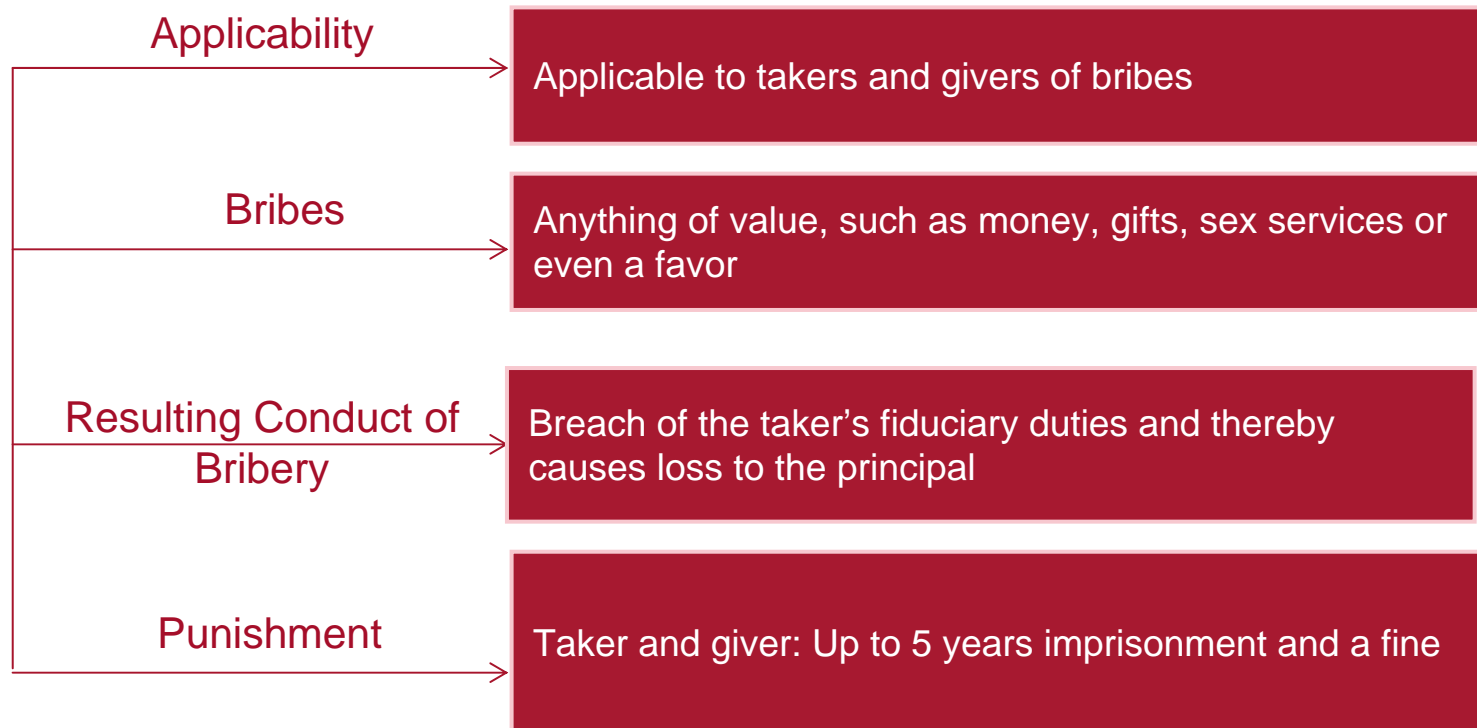 Applicability
Applicable to takers and givers of bribes
Bribes
Anything of value, such as money, gifts, sex services or
even a favor
Resulting Conduct of
Bribery
Breach of the taker’s fiduciary duties and thereby
causes loss to the principal
Punishment
Taker and giver: Up to 5 years imprisonment and a fine